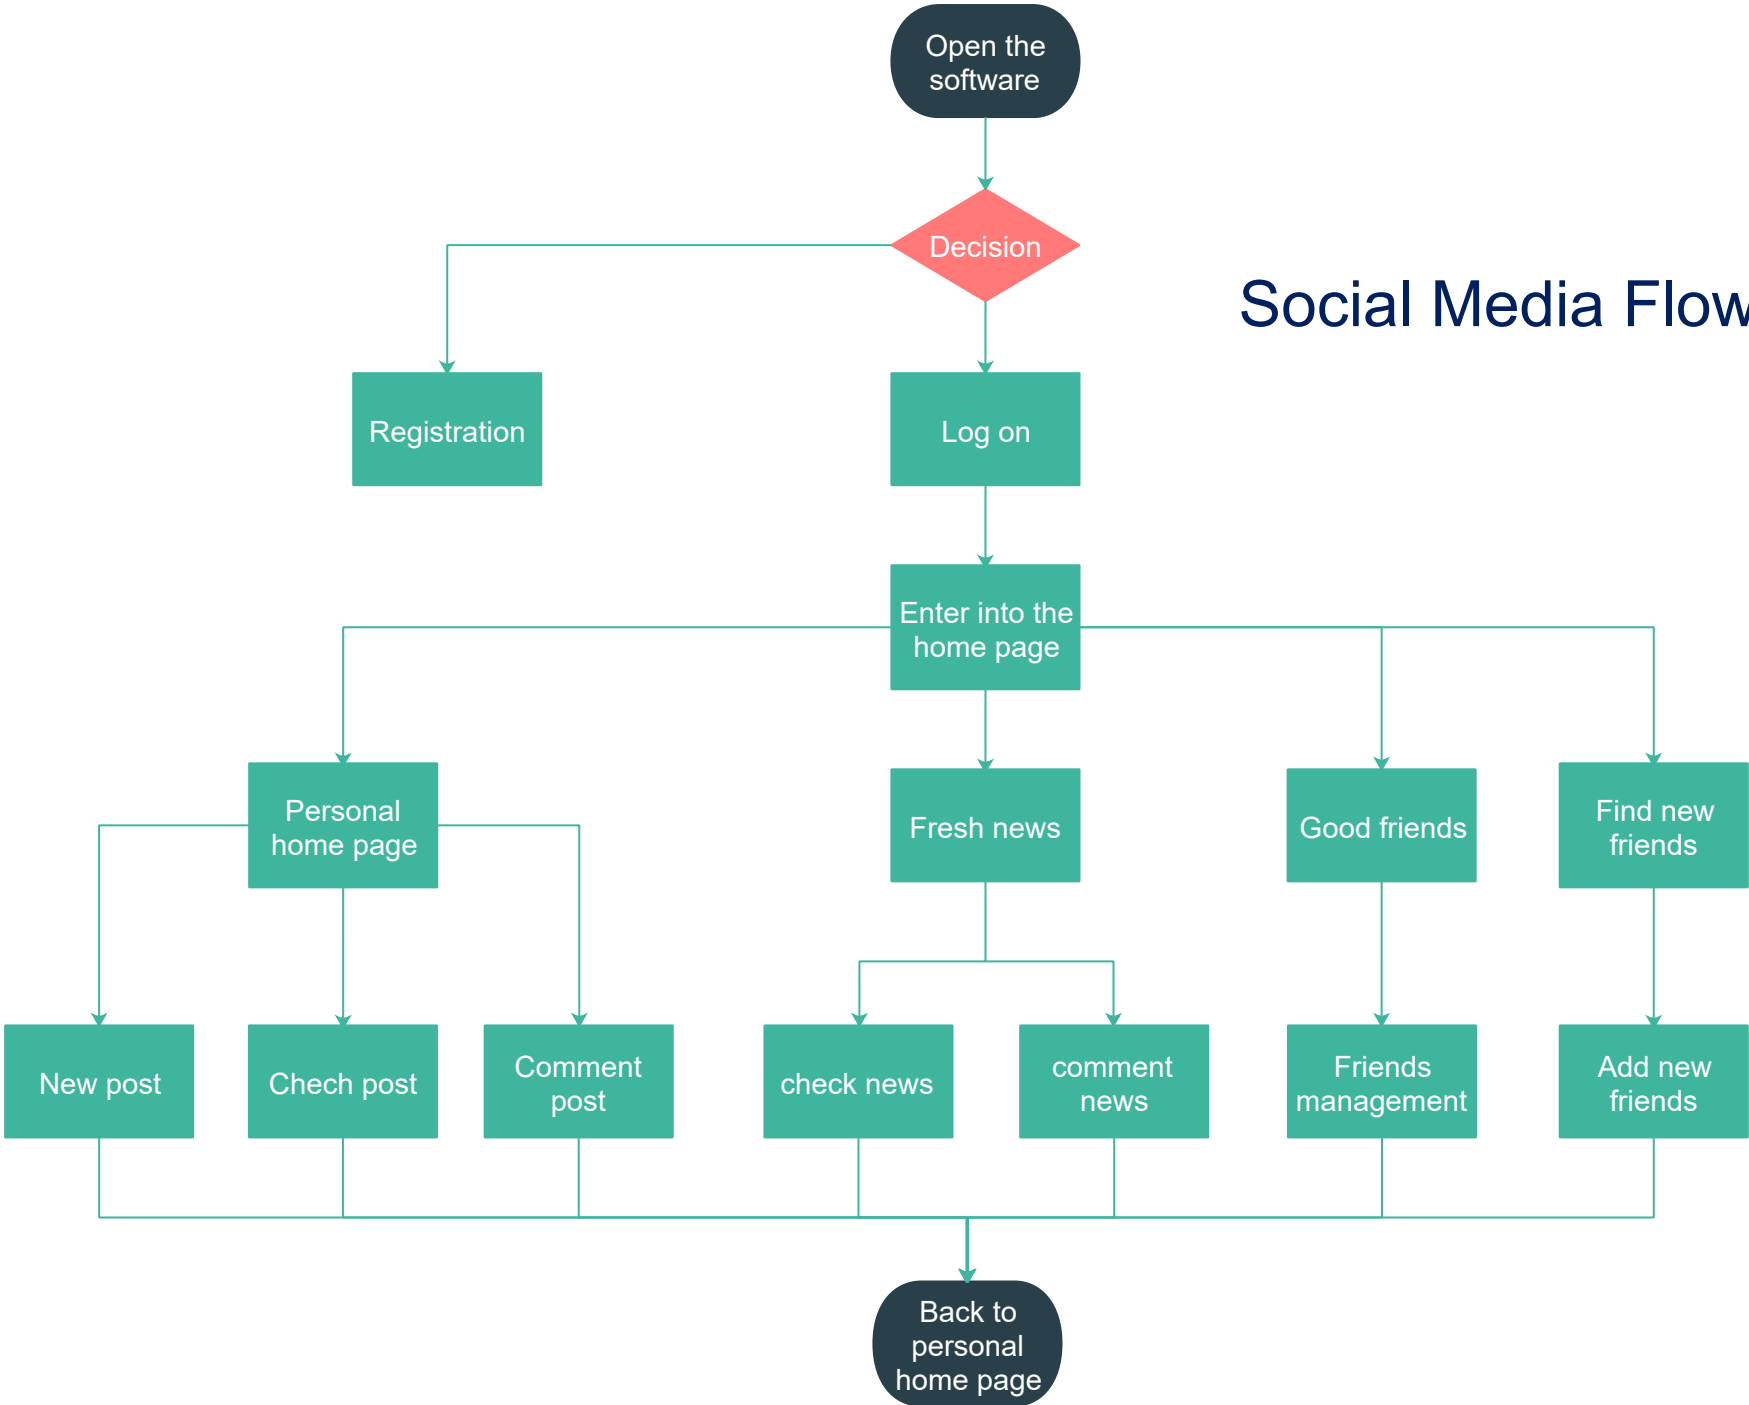 Open the
software
Decision
Social Media Flow
Registration
Log on
Enter into the
home page
Personal
home page
Fresh news
Good friends
Find new
friends
New post
Chech post
Comment
post
check news
comment
news
Friends
management
Add new
friends
Back to
personal
home page